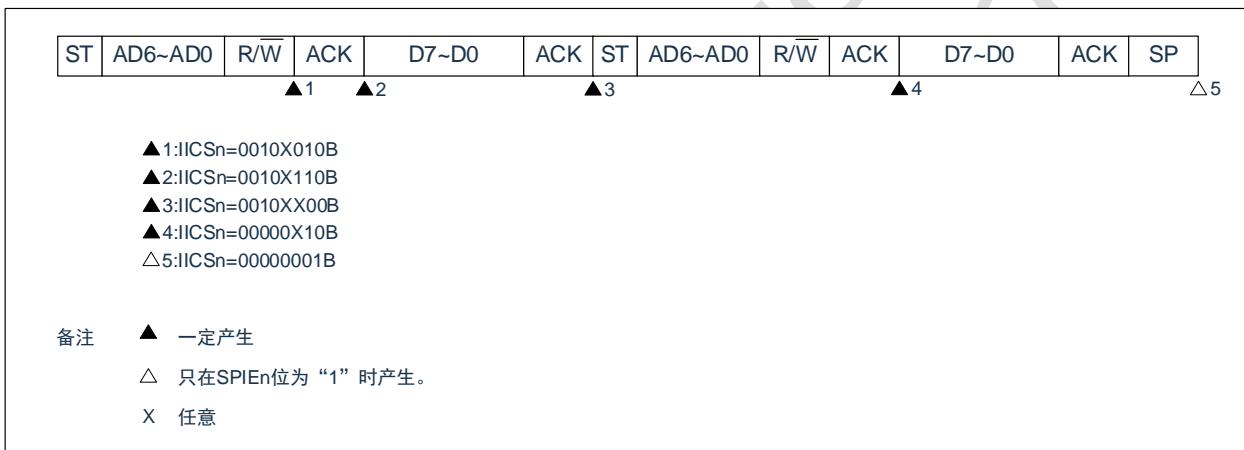 ST AD6~AD0 R/W̅ ACK D7~D0 ACK ST AD6~AD0 R/W̅ ACK D7~D0 ACK SP
▲1 ▲2 ▲3 ▲4 △5
▲1:IICSn=0010X010B
▲2:IICSn=0010X110B
▲3:IICSn=0010XX00B
▲4:IICSn=00000X10B
△5:IICSn=00000001B
备注 ▲ 一定产生
△ 只在SPIEn位为“1”时产生。
X 任意